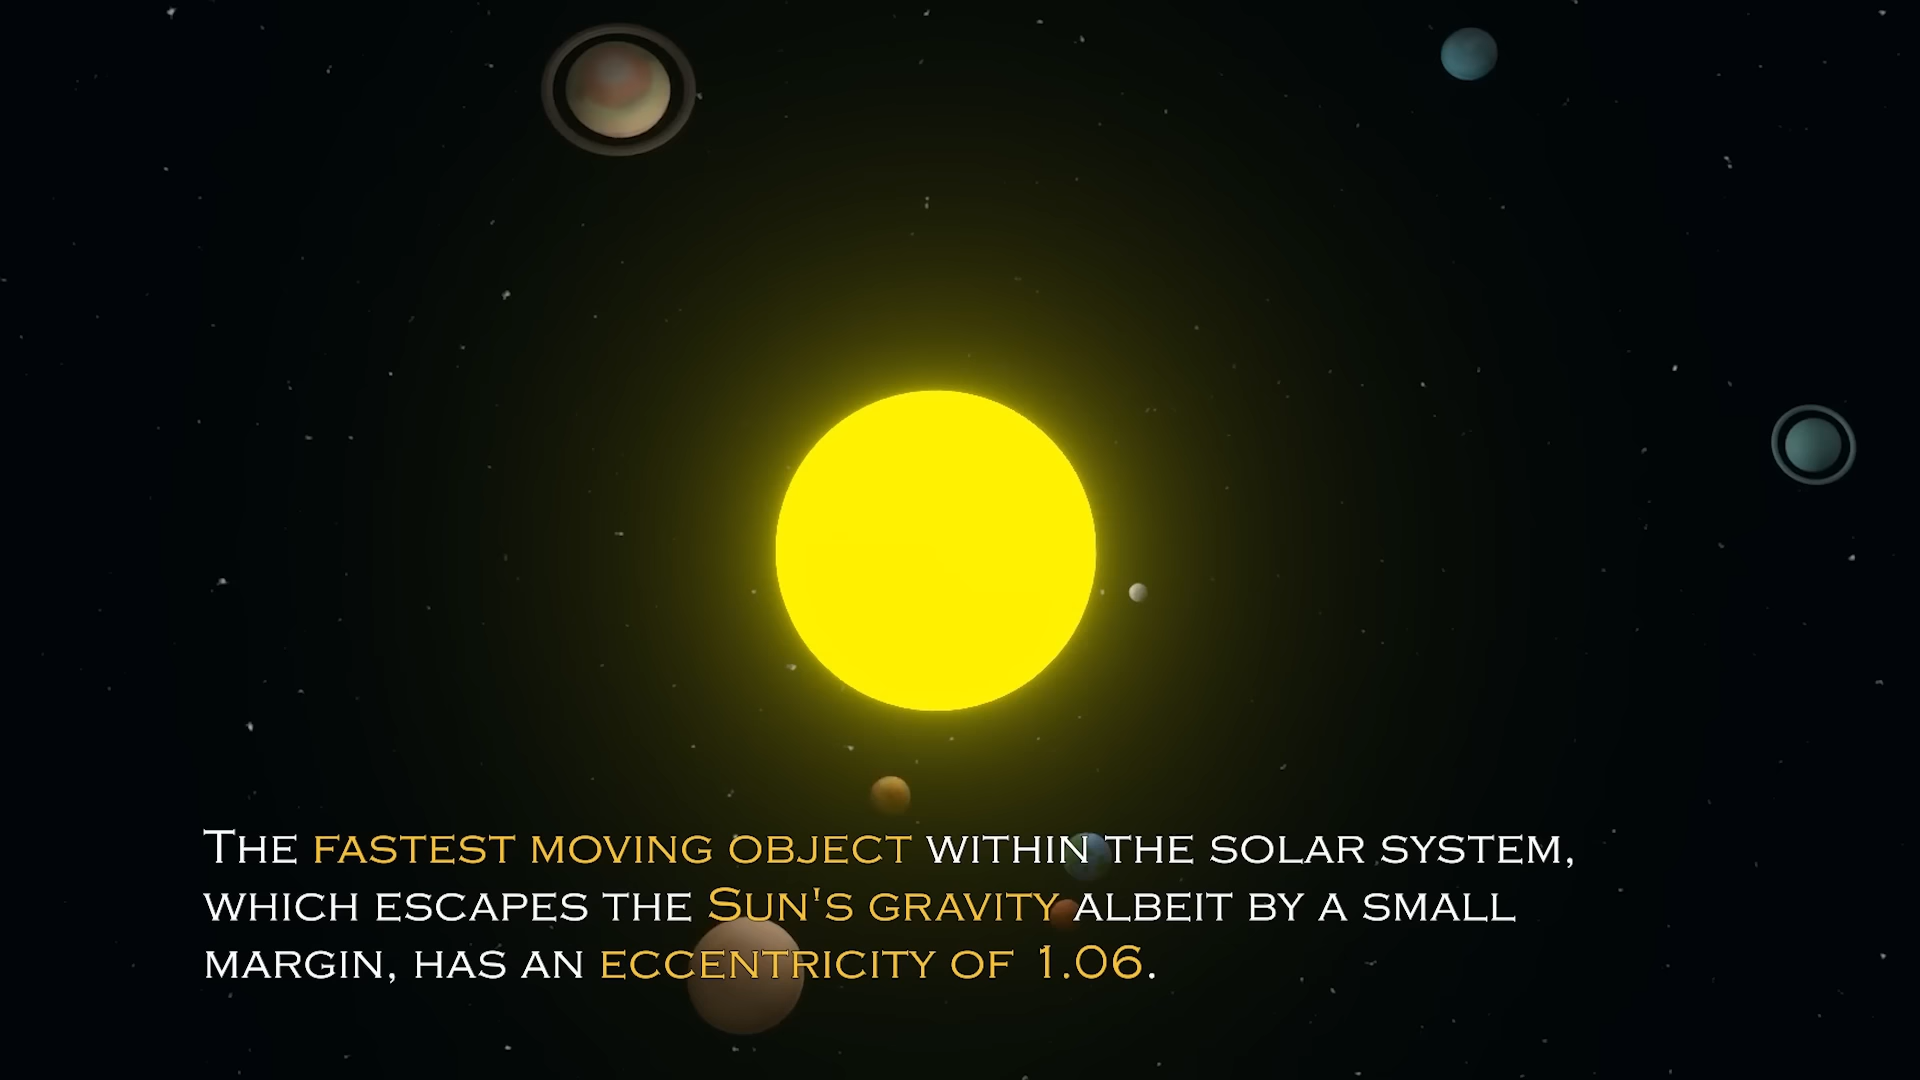 The fastest moving object within the solar system,
which escapes the Sun's gravity albeit by a small
margin, has an eccentricity of 1.06.